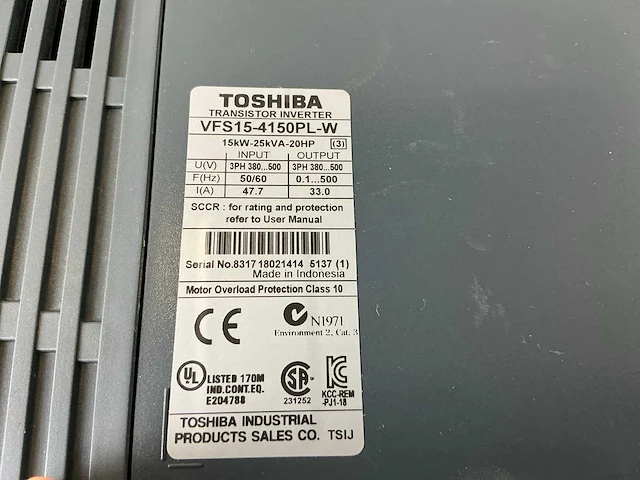 TOSHIBA
TRANSISTOR INVERTER
VFS15-4150PL-W
15kW-25kVA-20HP (3)
INPUT OUTPUT
U(V) 3PH 380...500 3PH 380...500
F(Hz) 50/60 0.1...500
I(A) 47.7 33.0
SCCR : for rating and protection
refer to User Manual
Serial No.8317 18021414 5137 (1)
Made in Indonesia
Motor Overload Protection Class 10
CE
N1971
Environment 2, Cat. 3
UL LISTED 170M
IND.CONT.EQ.
E204788
SA
231252
KC
KCC-REM
-PJ1-18
TOSHIBA INDUSTRIAL
PRODUCTS SALES CO. TSIJ